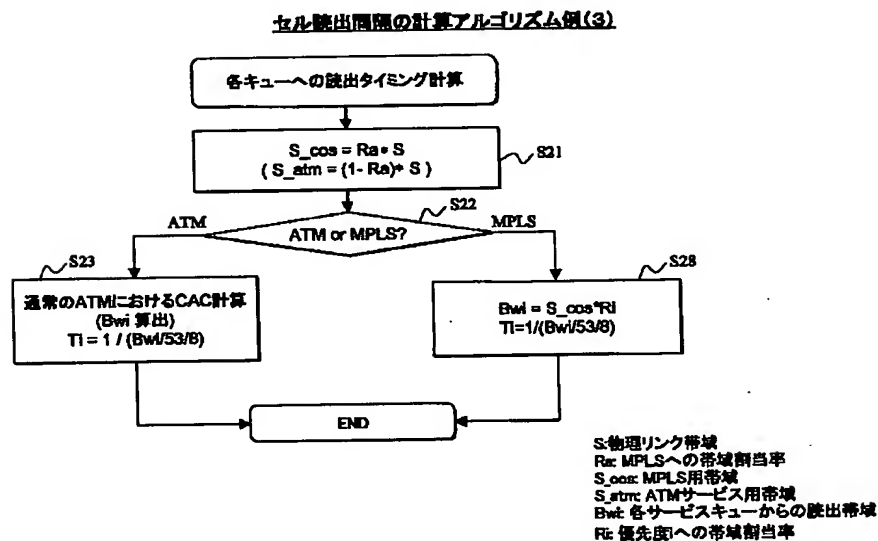 セル読出間隔の計算アルゴリズム例(3)
各キューへの読出タイミング計算
S_cos = Ra * S
( S_atm = (1- Ra)* S )
S21
S22
ATM
ATM or MPLS?
MPLS
S23
通常のATMにおけるCAC計算
(Bwi 算出)
Ti = 1 / (Bwi/53/8)
S28
Bwi = S_cos*Ri
Ti=1/(Bwi/53/8)
END
S:物理リンク帯域
Ra: MPLSへの帯域割当率
S_cos: MPLS用帯域
S_atm: ATMサービス用帯域
Bwi: 各サービスキューからの読出帯域
Ri: 優先度iへの帯域割当率